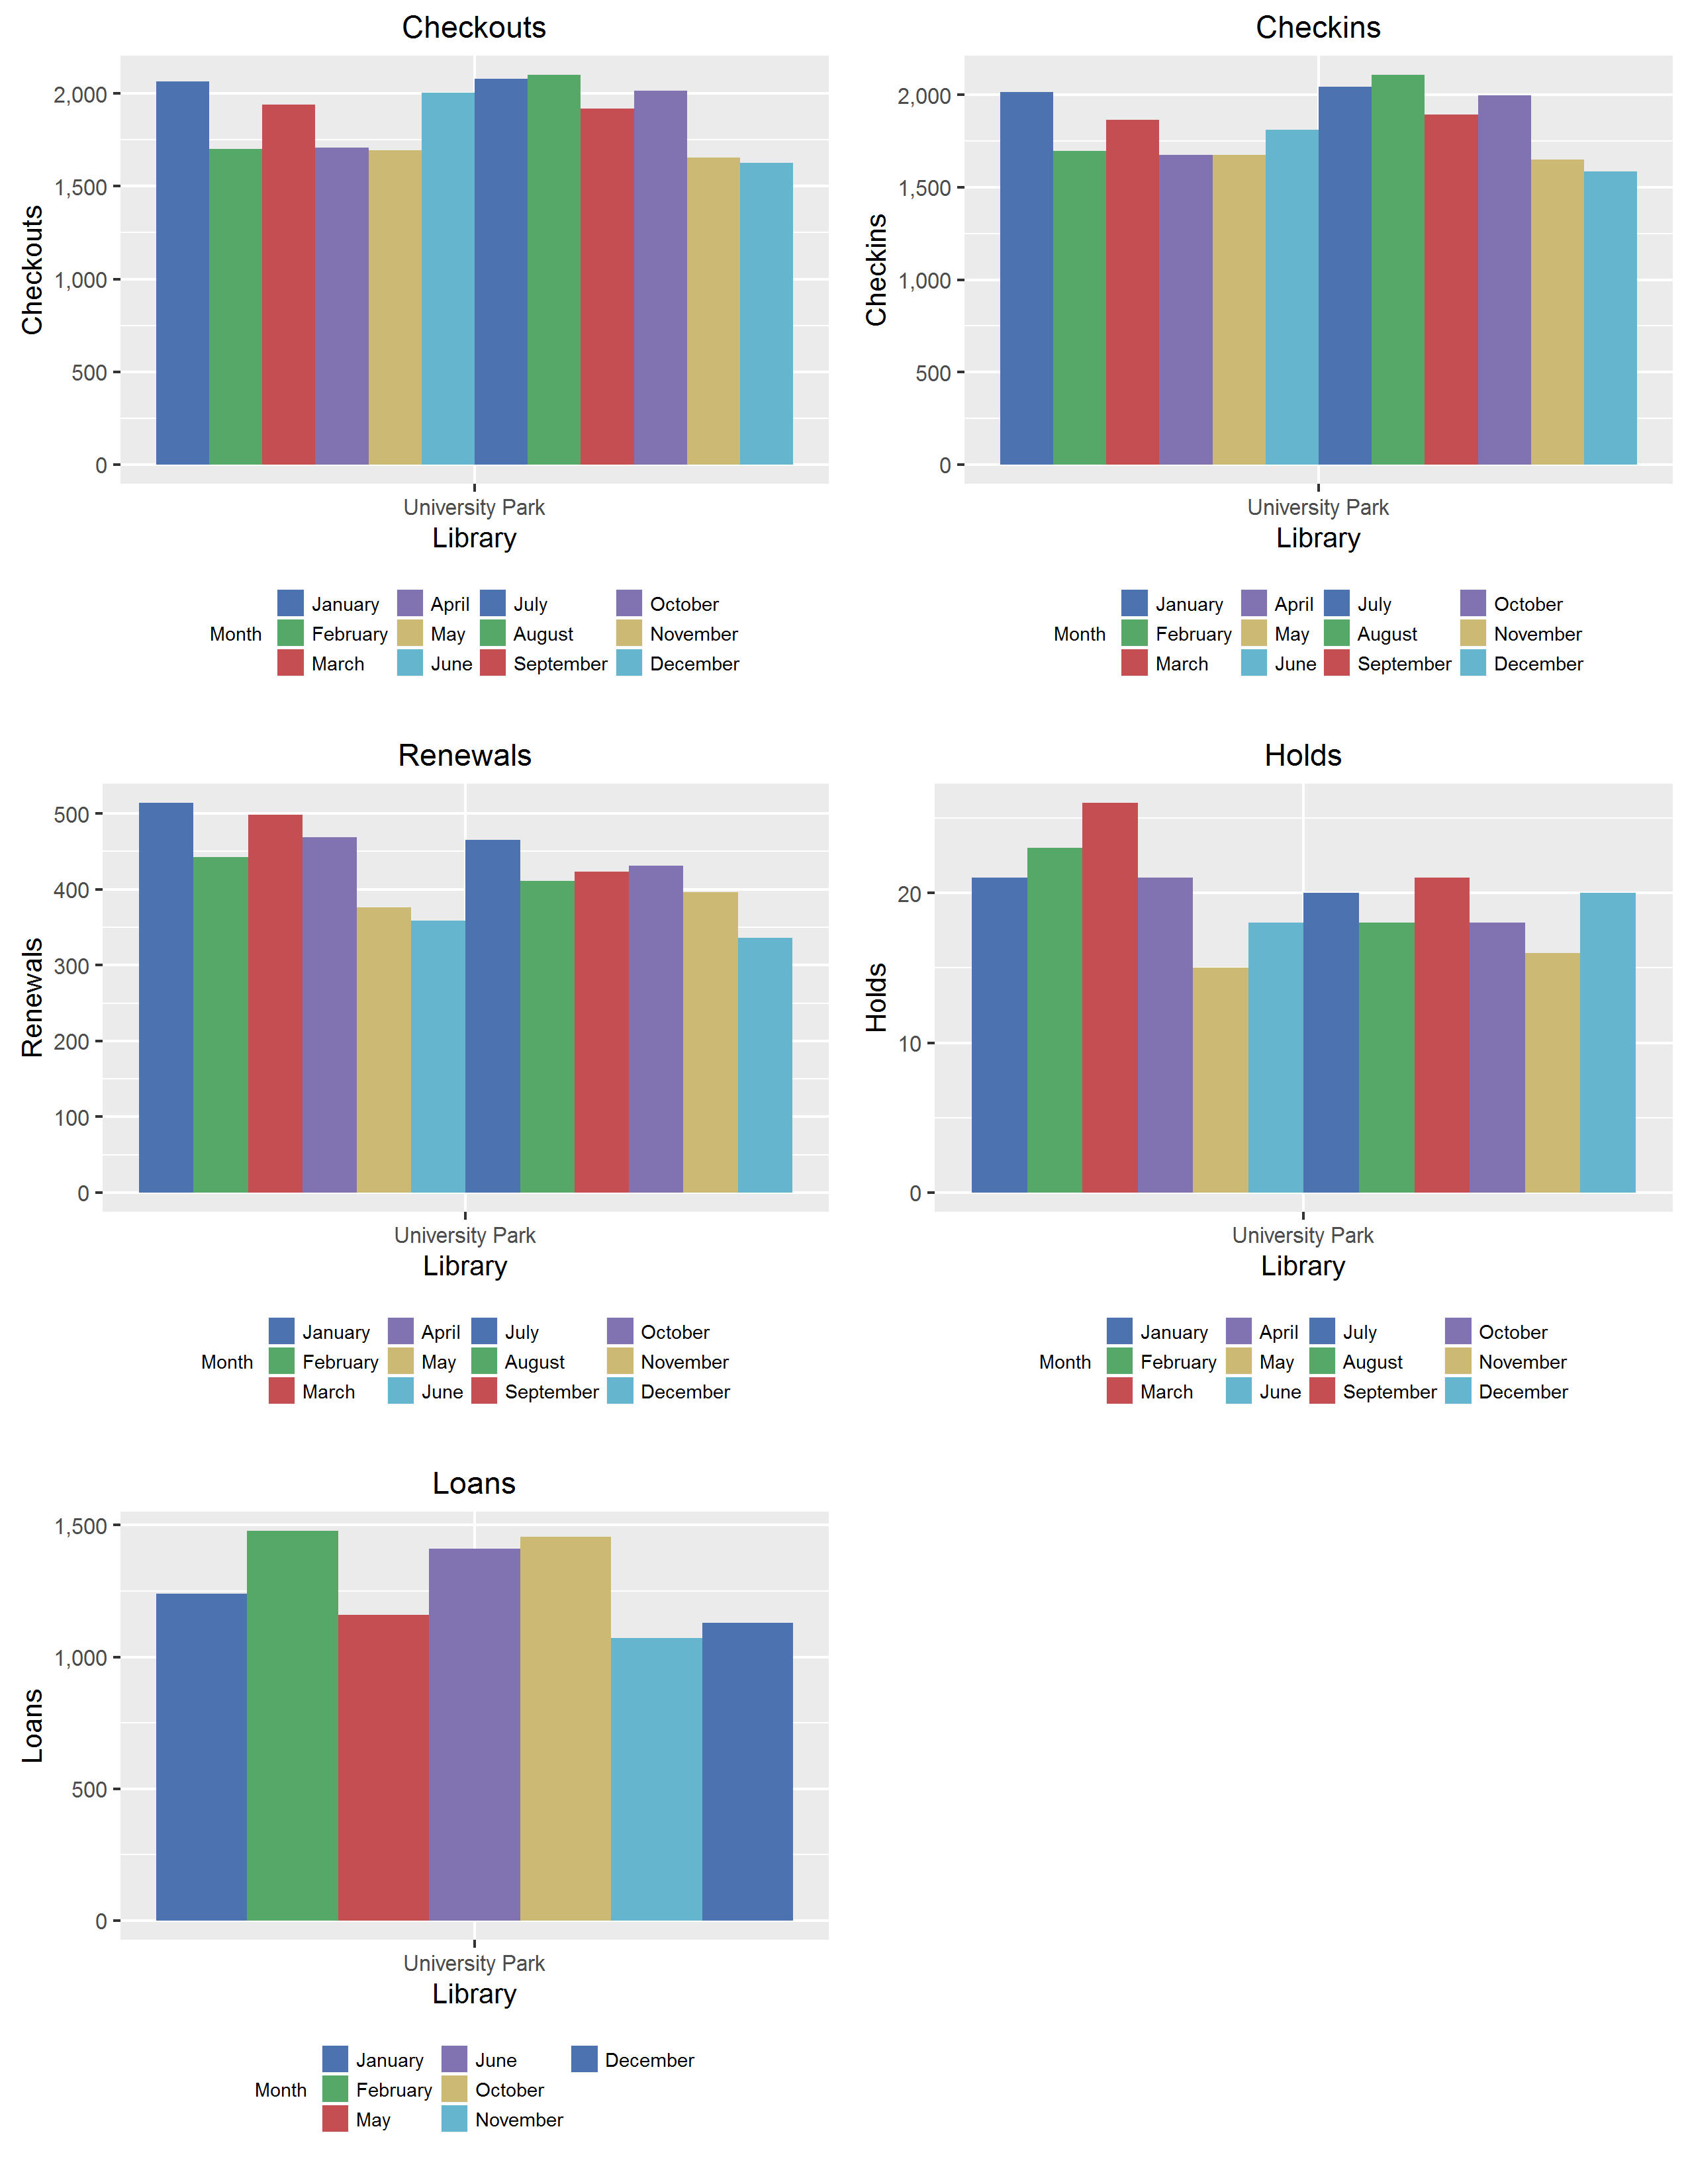 Checkouts
2,000
1,500
1,000
500
0
Checkouts
University Park
Library
Month
January April July October
February May August November
March June September December
Checkins
2,000
1,500
1,000
500
0
Checkins
University Park
Library
Month
January April July October
February May August November
March June September December
Renewals
500
400
300
200
100
0
Renewals
University Park
Library
Month
January April July October
February May August November
March June September December
Holds
20
10
0
Holds
University Park
Library
Month
January April July October
February May August November
March June September December
Loans
1,500
1,000
500
0
Loans
University Park
Library
Month
January June December
February October
May November